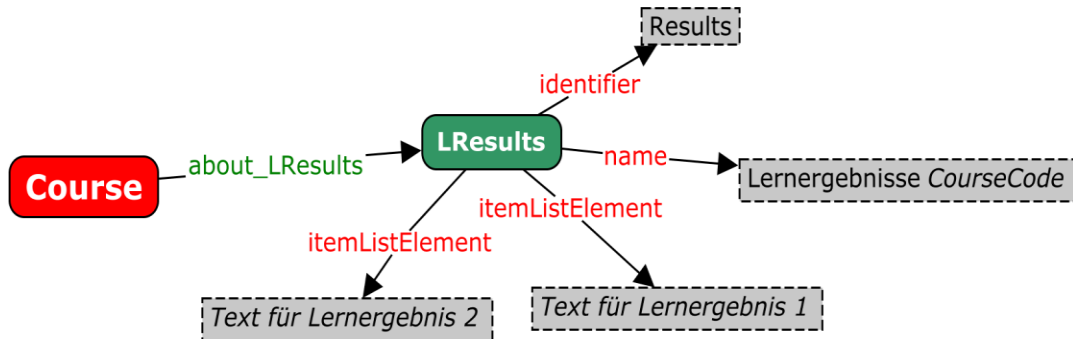 Results
identifier
LResults
name
about_LResults
Course
Lernergebnisse CourseCode
itemListElement
itemListElement
Text für Lernergebnis 2
Text für Lernergebnis 1